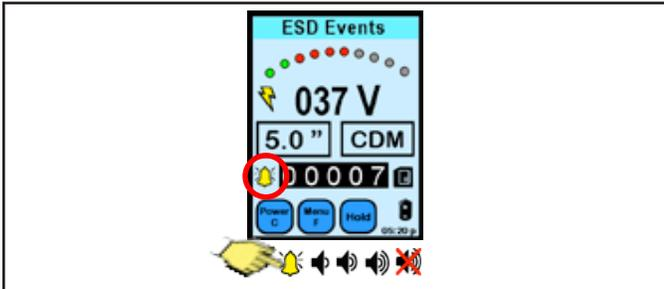 ESD Events
037 V
5.0 " CDM
00007
Power Menu Hold
C F
05:20 p